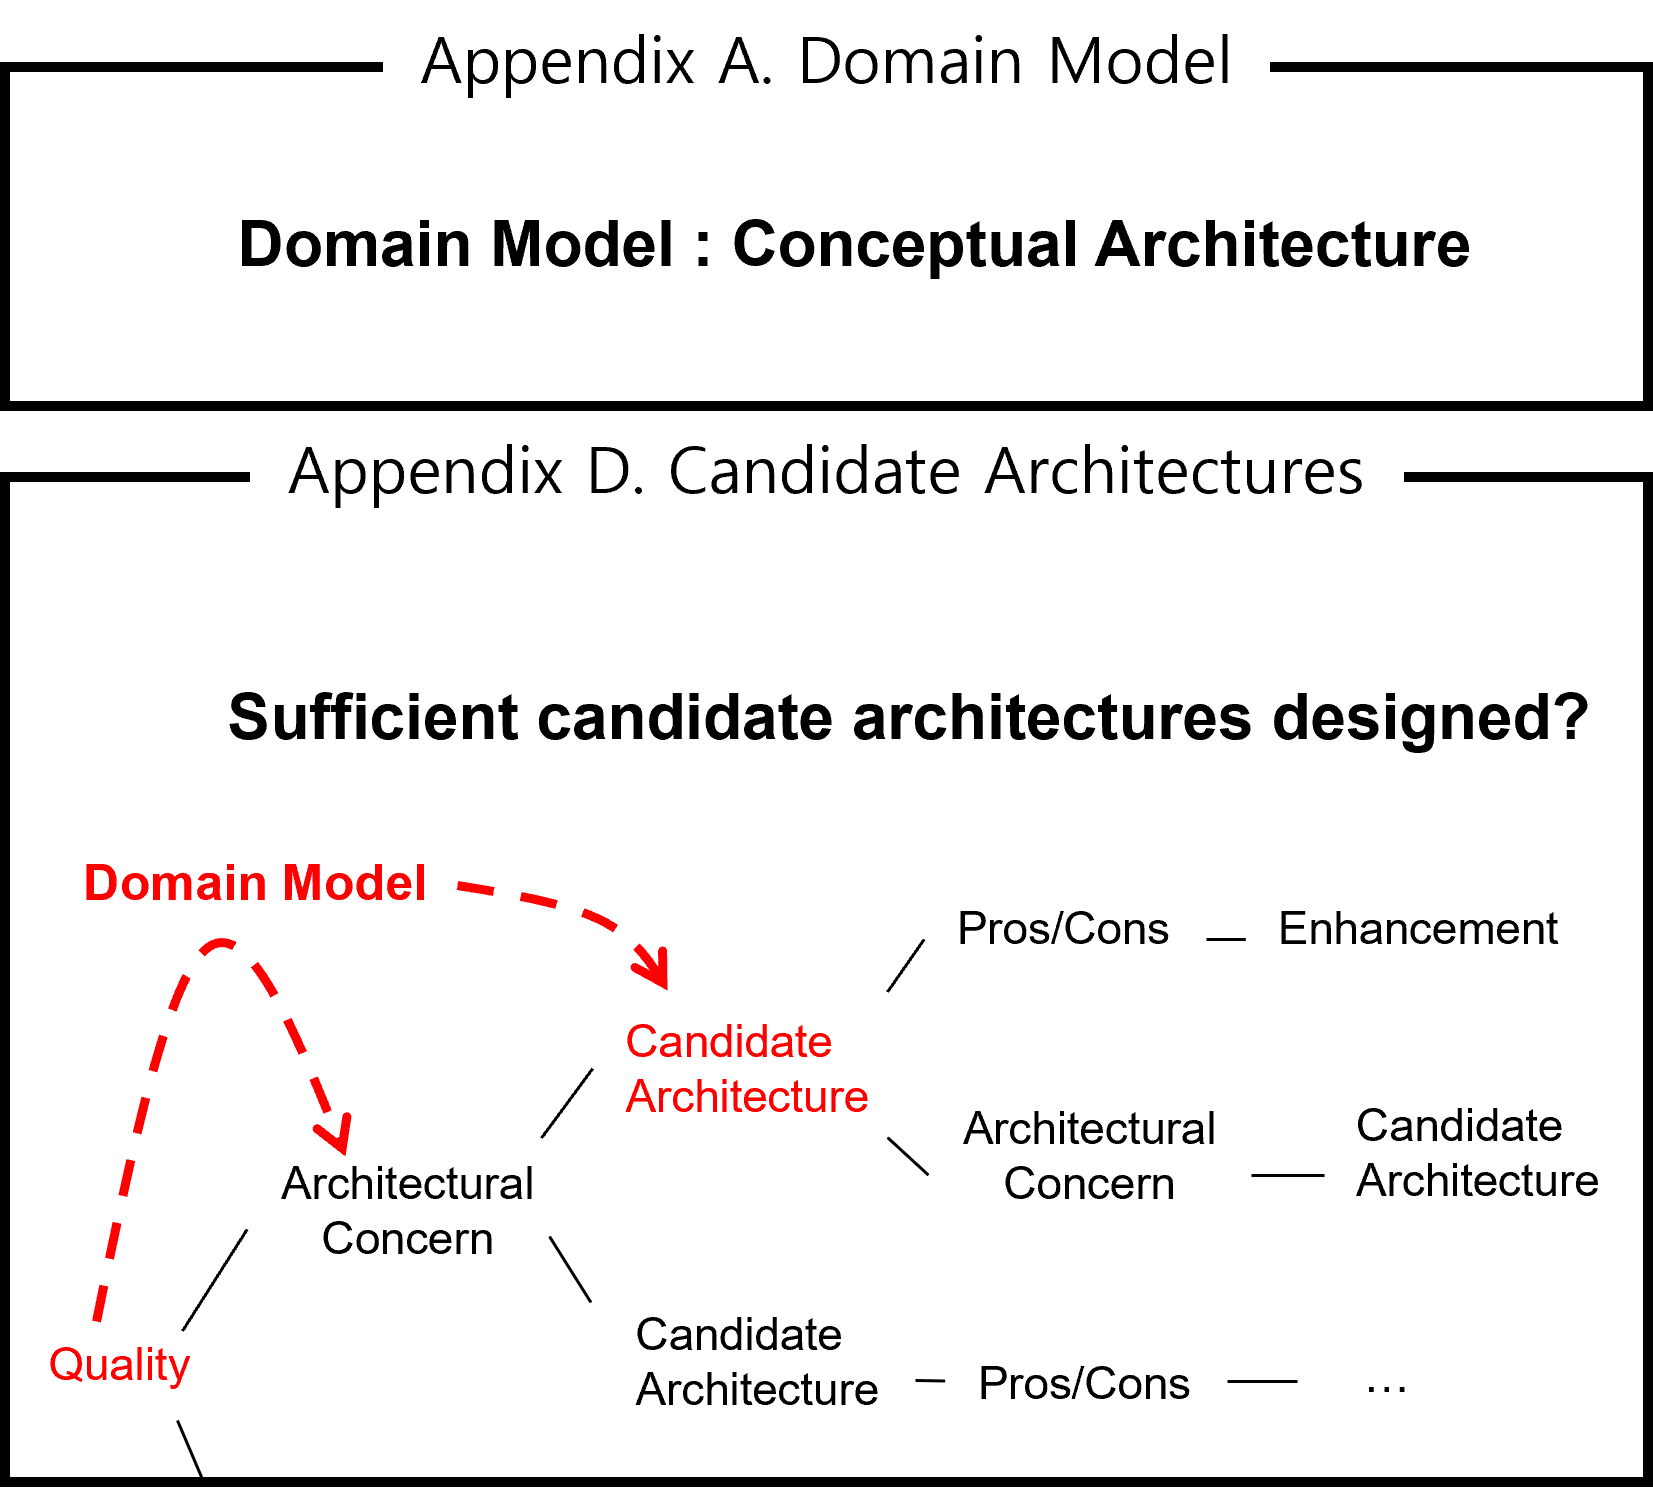 Appendix A. Domain Model
Domain Model : Conceptual Architecture
Appendix D. Candidate Architectures
Sufficient candidate architectures designed?
Domain Model
Pros/Cons
Enhancement
Candidate
Architecture
Architectural
Concern
Candidate
Architecture
Architectural
Concern
Candidate
Architecture
Quality
Pros/Cons
...